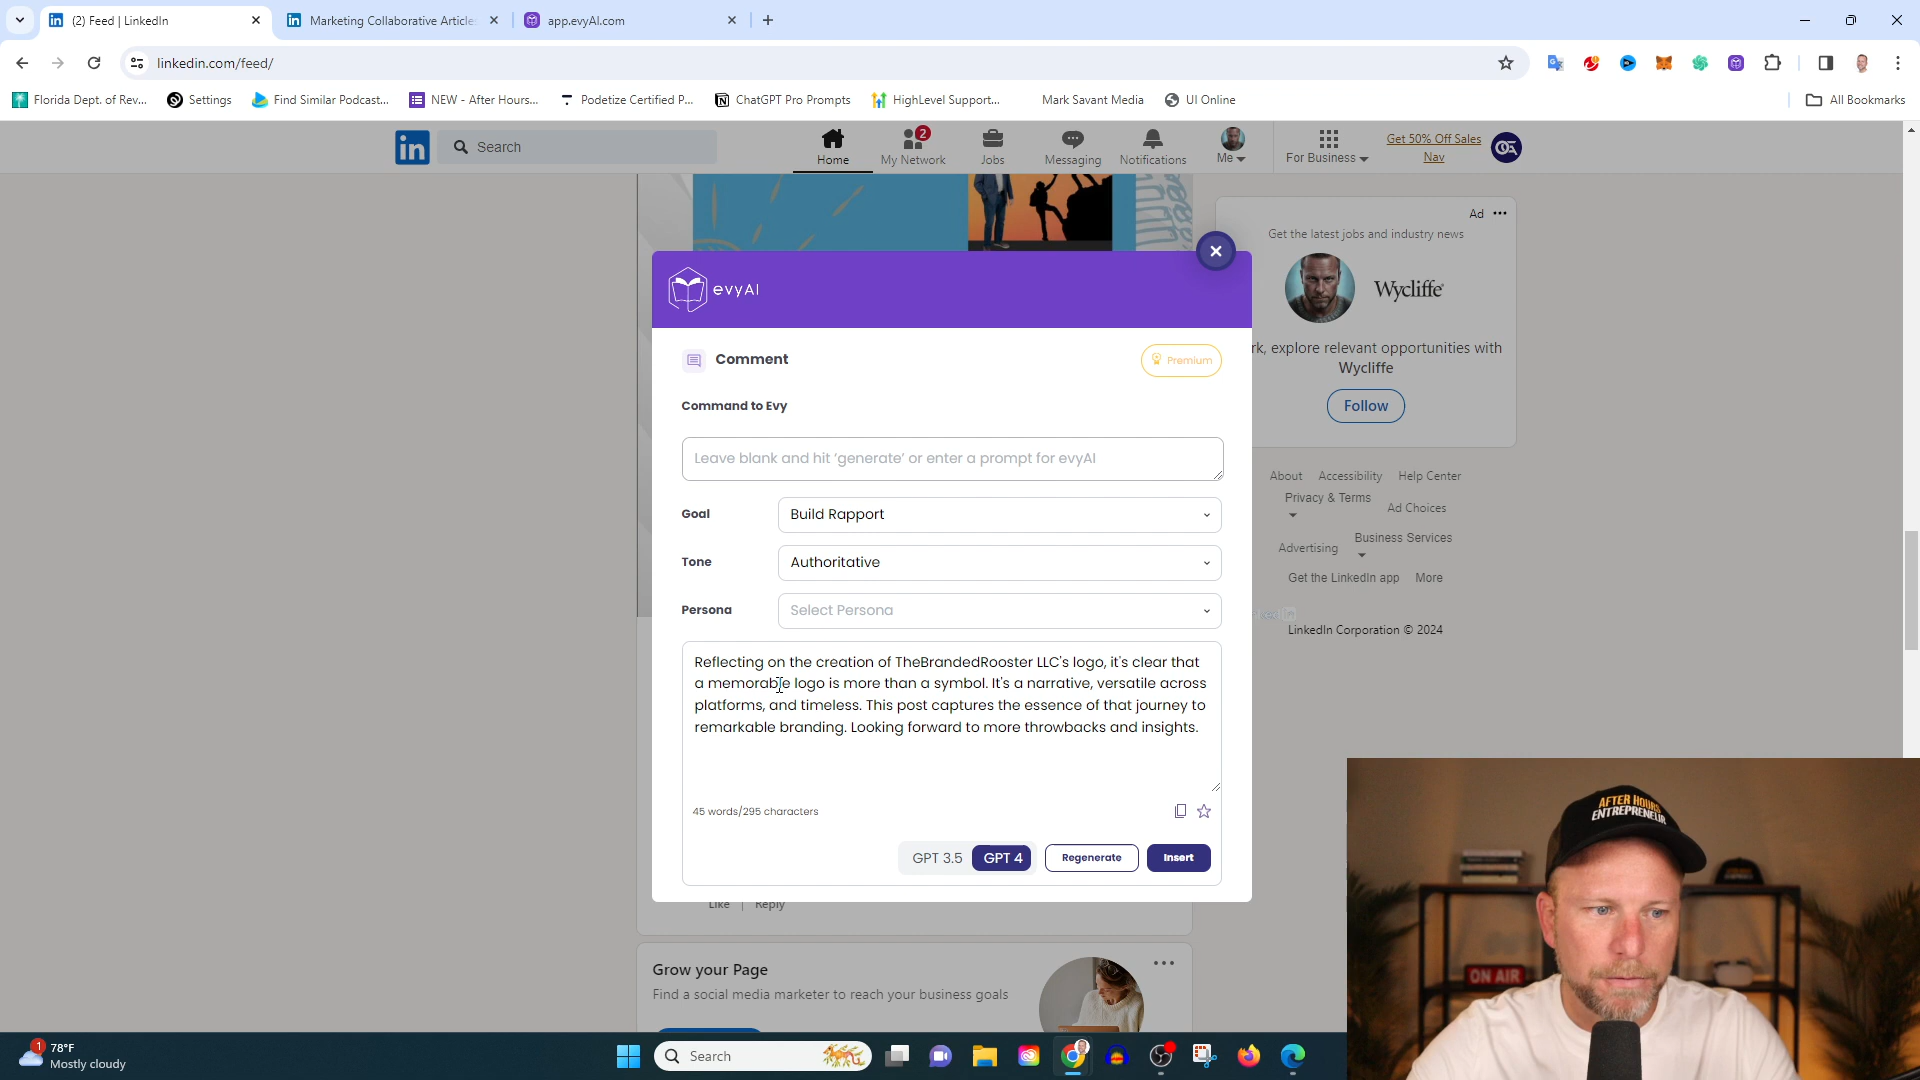 (2) Feed | LinkedIn
Marketing Collaborative Article
app.evyAI.com
linkedin.com/feed/
Florida Dept. of Rev...
Settings
Find Similar Podcast...
NEW - After Hours...
Podetize Certified P...
ChatGPT Pro Prompts
HighLevel Support...
Mark Savant Media
UI Online
All Bookmarks
in
Search
Home
2
My Network
Jobs
Messaging
Notifications
Me
For Business
Get 50% Off Sales
Nav
Ad
Get the latest jobs and industry news
Wycliffe
rk, explore relevant opportunities with
Wycliffe
Follow
About
Accessibility
Help Center
Privacy & Terms
Ad Choices
Advertising
Business Services
Get the LinkedIn app
More
LinkedIn Corporation © 2024
evyAI
Comment
Premium
Command to Evy
Leave blank and hit 'generate' or enter a prompt for evyAI
Goal
Build Rapport
Tone
Authoritative
Persona
Select Persona
Reflecting on the creation of TheBrandedRooster LLC's logo, it's clear that
a memorable logo is more than a symbol. It's a narrative, versatile across
platforms, and timeless. This post captures the essence of that journey to
remarkable branding. Looking forward to more throwbacks and insights.
45 words/295 characters
GPT 3.5
GPT 4
Regenerate
Insert
Like
Reply
Grow your Page
Find a social media marketer to reach your business goals
AFTER HOURS
ENTREPRENEUR
ON AIR
1
78°F
Mostly cloudy
Search